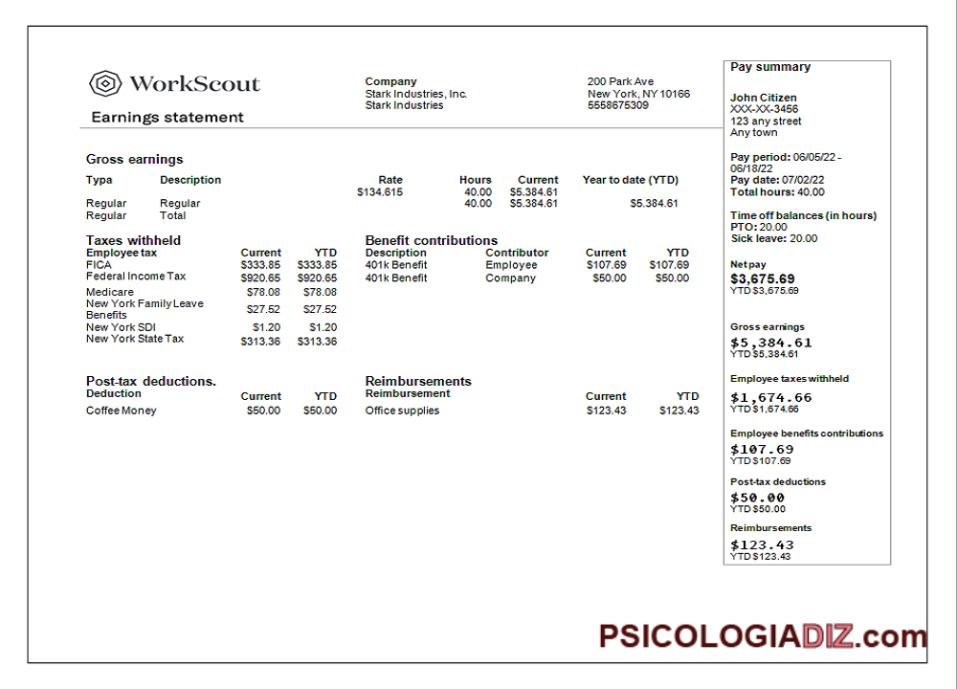 WorkScout
Earnings statement
Company
Stark Industries, Inc.
Stark Industries
200 Park Ave
New York, NY 10166
5558675309
Gross earnings
Typa Description Rate Hours Current Year to date (YTD)
$134.615 40.00 $5.384.61
Regular Regular 40.00 $5.384.61 $5.384.61
Regular Total
Taxes withheld
Employee tax Current YTD
FICA $333.85 $333.85
Federal Income Tax $920.65 $920.65
Medicare $78.08 $78.08
New York Family Leave
Benefits $27.52 $27.52
New York SDI $1.20 $1.20
New York State Tax $313.36 $313.36
Benefit contributions
Description Contributor Current YTD
401k Benefit Employee $107.69 $107.69
401k Benefit Company $50.00 $50.00
Post-tax deductions.
Deduction Current YTD
Coffee Money $50.00 $50.00
Reimbursements
Reimbursement Current YTD
Office supplies $123.43 $123.43
Pay summary
John Citizen
XXX-XX-3456
123 any street
Any town
Pay period: 06/05/22 -
06/18/22
Pay date: 07/02/22
Total hours: 40.00
Time off balances (in hours)
PTO: 20.00
Sick leave: 20.00
Net pay
$3,675.69
YTD $3,675.69
Gross earnings
$5,384.61
YTD $5,384.61
Employee taxes withheld
$1,674.66
YTD $1,674.66
Employee benefits contributions
$107.69
YTD $107.69
Post-tax deductions
$50.00
YTD $50.00
Reimbursements
$123.43
YTD $123.43
PSICOLOGIADIZ.com